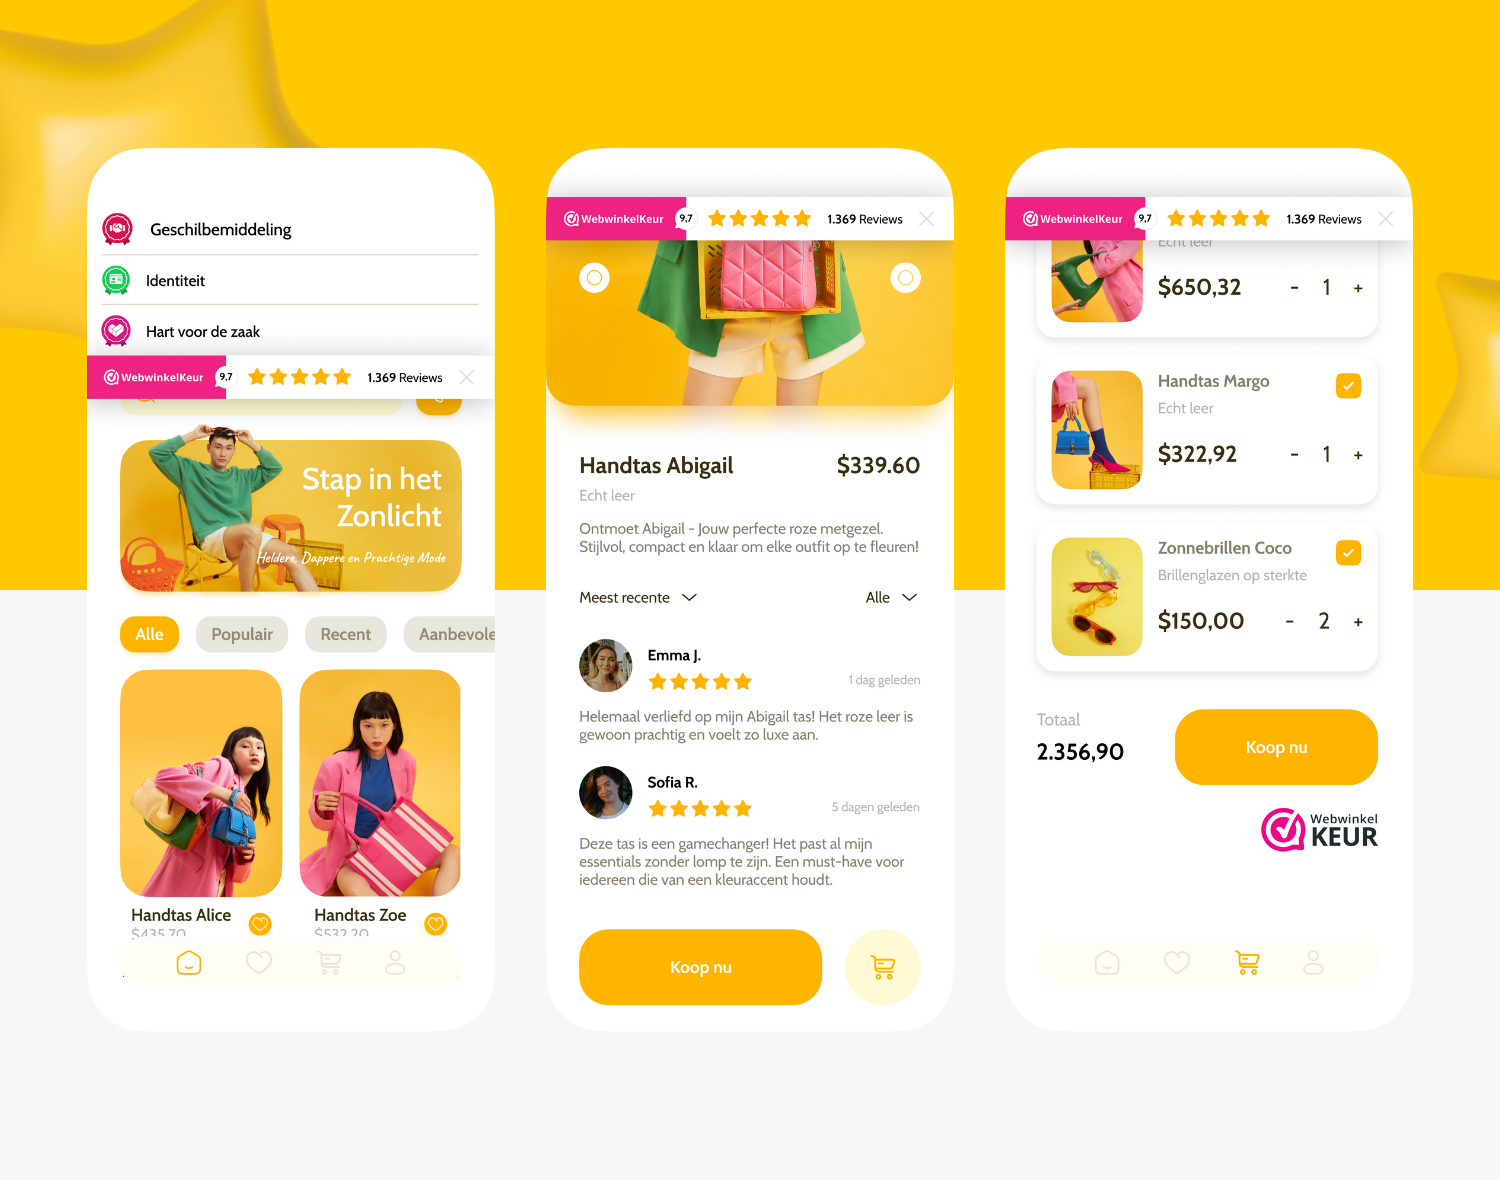 Geschilbemiddeling
Identiteit
Hart voor de zaak
WebwinkelKeur 9,7 1.369 Reviews
Stap in het
Zonlicht
Heldere, Dappere en Prachtige Mode
Alle Populair Recent Aanbevole
Handtas Alice Handtas Zoe
$435.70 $532.20
WebwinkelKeur 9,7 1.369 Reviews
Handtas Abigail $339.60
Echt leer
Ontmoet Abigail - Jouw perfecte roze metgezel.
Stijlvol, compact en klaar om elke outfit op te fleuren!
Meest recente Alle
Emma J.
1 dag geleden
Helemaal verliefd op mijn Abigail tas! Het roze leer is
gewoon prachtig en voelt zo luxe aan.
Sofia R.
5 dagen geleden
Deze tas is een gamechanger! Het past al mijn
essentials zonder lomp te zijn. Een must-have voor
iedereen die van een kleuraccent houdt.
Koop nu
WebwinkelKeur 9,7 1.369 Reviews
Echt leer
$650,32 - 1 +
Handtas Margo
Echt leer
$322,92 - 1 +
Zonnebrillen Coco
Brillenglazen op sterkte
$150,00 - 2 +
Totaal
2.356,90
Koop nu
Webwinkel
KEUR